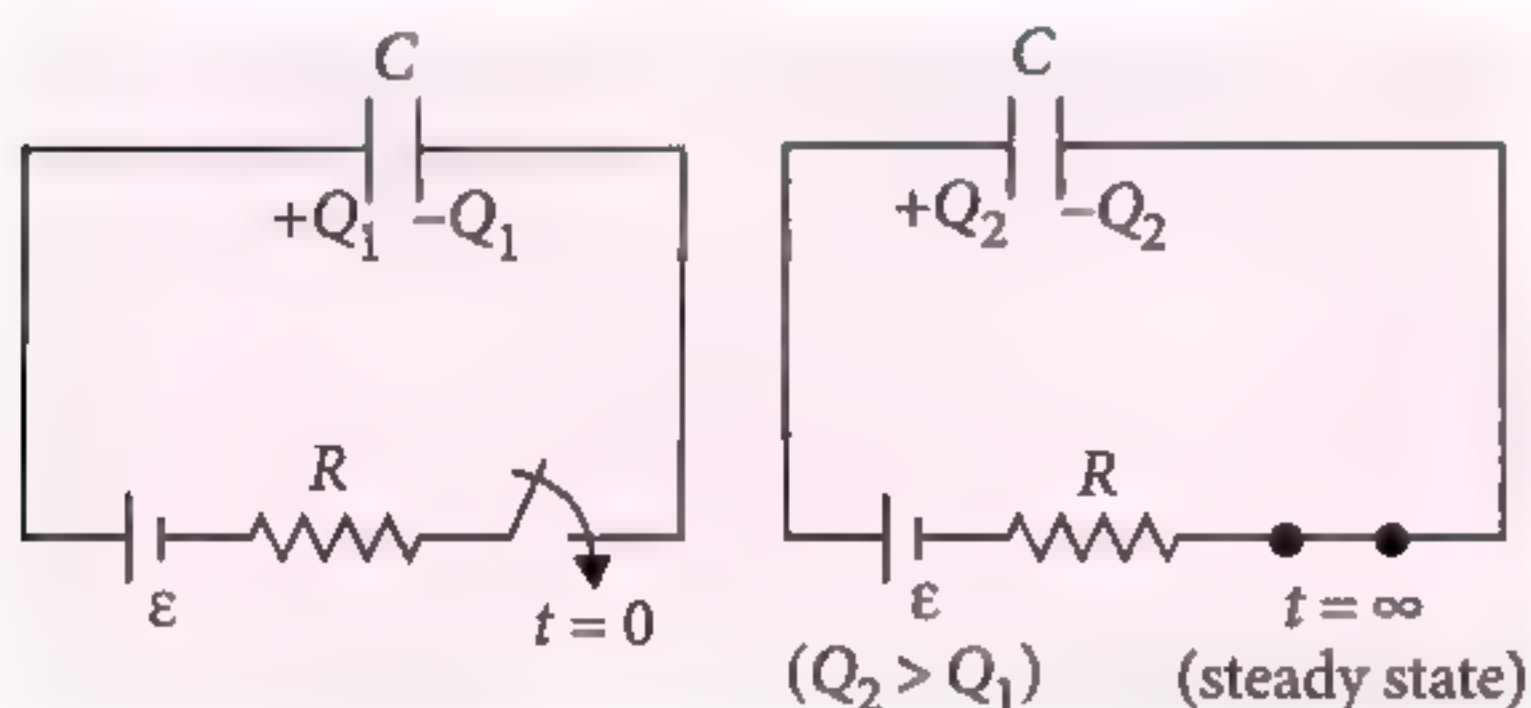 C
C
+Q₁ −Q₁
+Q₂ −Q₂
R
R
ε
t = 0
ε
t = ∞
(Q₂ > Q₁)
(steady state)